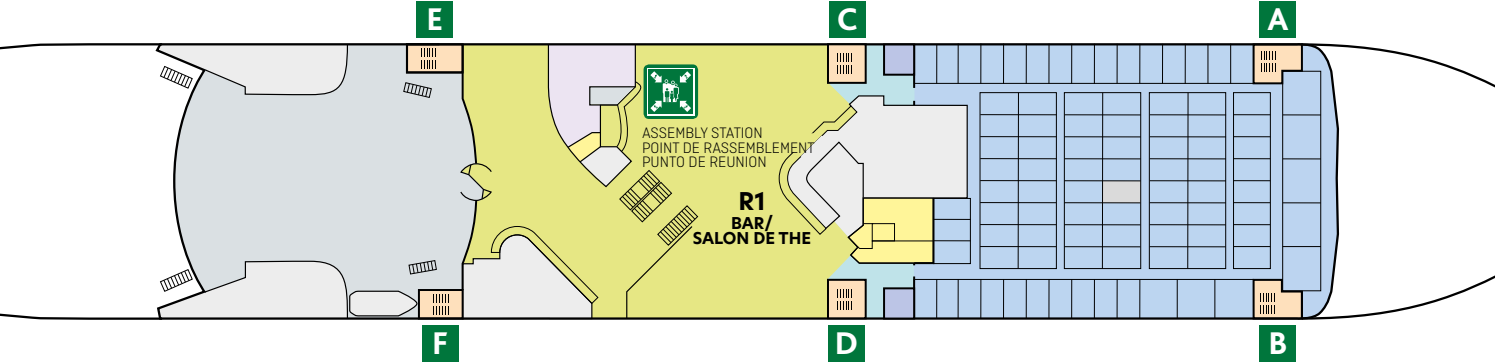 E
C
A
ASSEMBLY STATION
POINT DE RASSEMBLEMENT
PUNTO DE REUNION
R1
BAR/
SALON DE THE
F
D
B